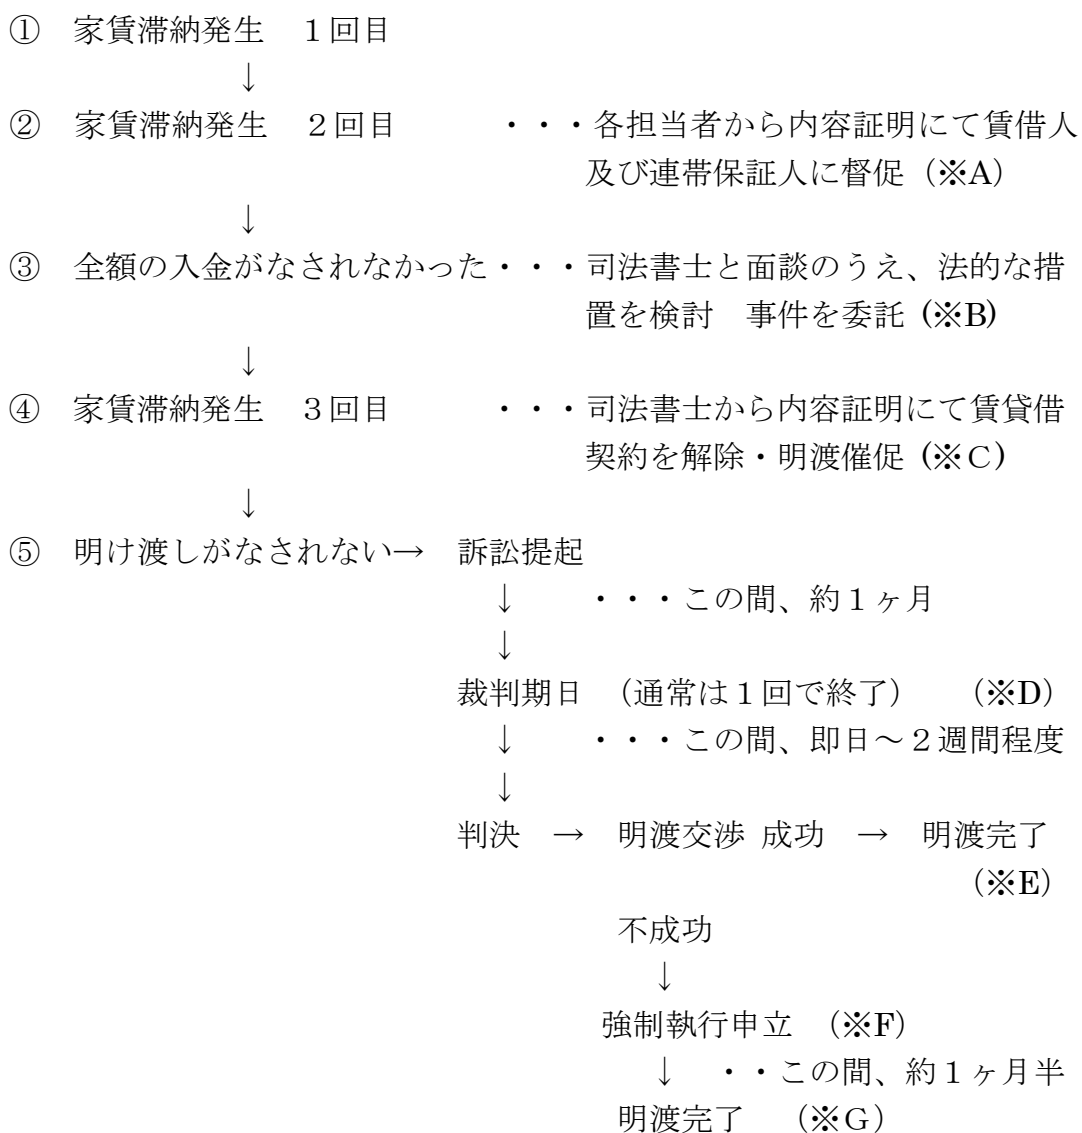 ① 家賃滞納発生 １回目
↓
② 家賃滞納発生 ２回目 ・・・各担当者から内容証明にて賃借人
及び連帯保証人に督促（※A）
↓
③ 全額の入金がなされなかった・・・司法書士と面談のうえ、法的な措
置を検討 事件を委託 (※B)
↓
④ 家賃滞納発生 ３回目 ・・・司法書士から内容証明にて賃貸借
契約を解除・明渡催促 (※Ｃ)
↓
⑤ 明け渡しがなされない→ 訴訟提起
↓ ・・・この間、約１ヶ月
↓
裁判期日 （通常は１回で終了） （※D）
↓ ・・・この間、即日～２週間程度
↓
判決 → 明渡交渉 成功 → 明渡完了
（※E）
不成功
↓
強制執行申立 （※F）
↓ ・・この間、約１ヶ月半
明渡完了 （※Ｇ）